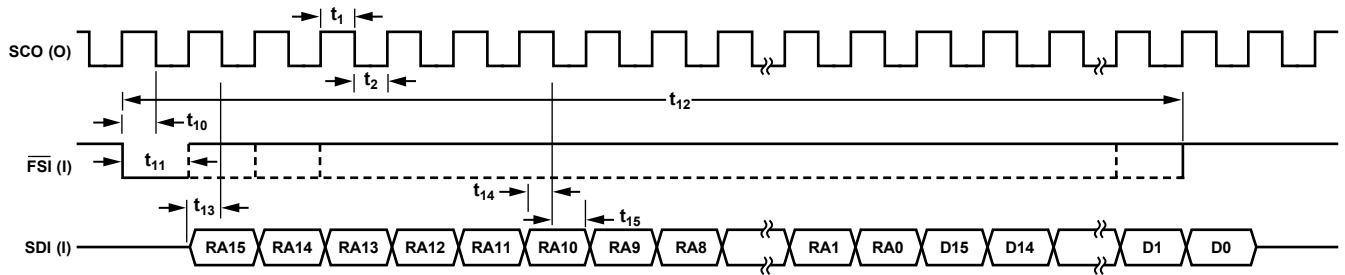 t1
SCO (O)
t2
t12
t10
FSI (I)
t11
t14
t13
t15
SDI (I) RA15 RA14 RA13 RA12 RA11 RA10 RA9 RA8 RA1 RA0 D15 D14 D1 D0